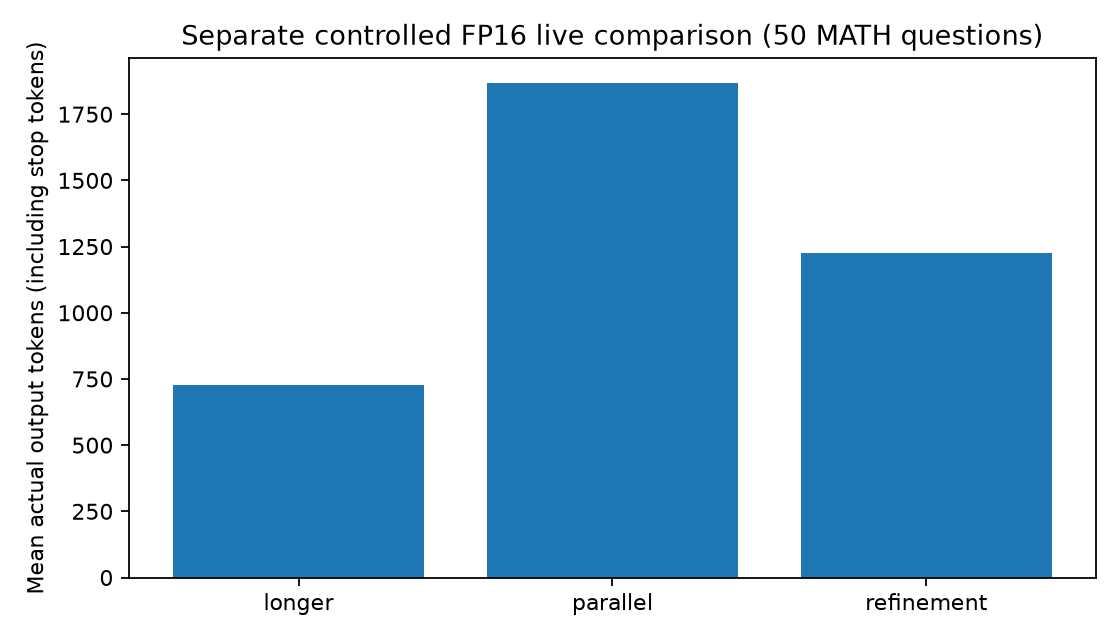 Separate controlled FP16 live comparison (50 MATH questions)
Mean actual output tokens (including stop tokens)
1750
1500
1250
1000
750
500
250
0
longer
parallel
refinement